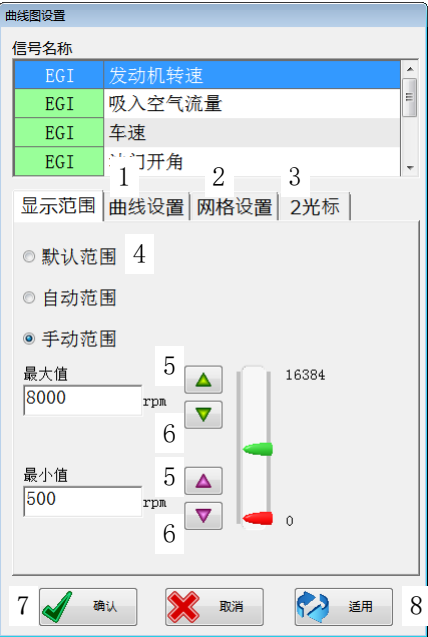 曲线图设置
信号名称
EGI 发动机转速
EGI 吸入空气流量
EGI 车速
EGI 门开角
1 2 3
显示范围 曲线设置 网格设置 2光标
默认范围 4
自动范围
手动范围
最大值 5
8000 rpm 16384
6
最小值 5
500 rpm 0
6
7 确认 取消 适用 8